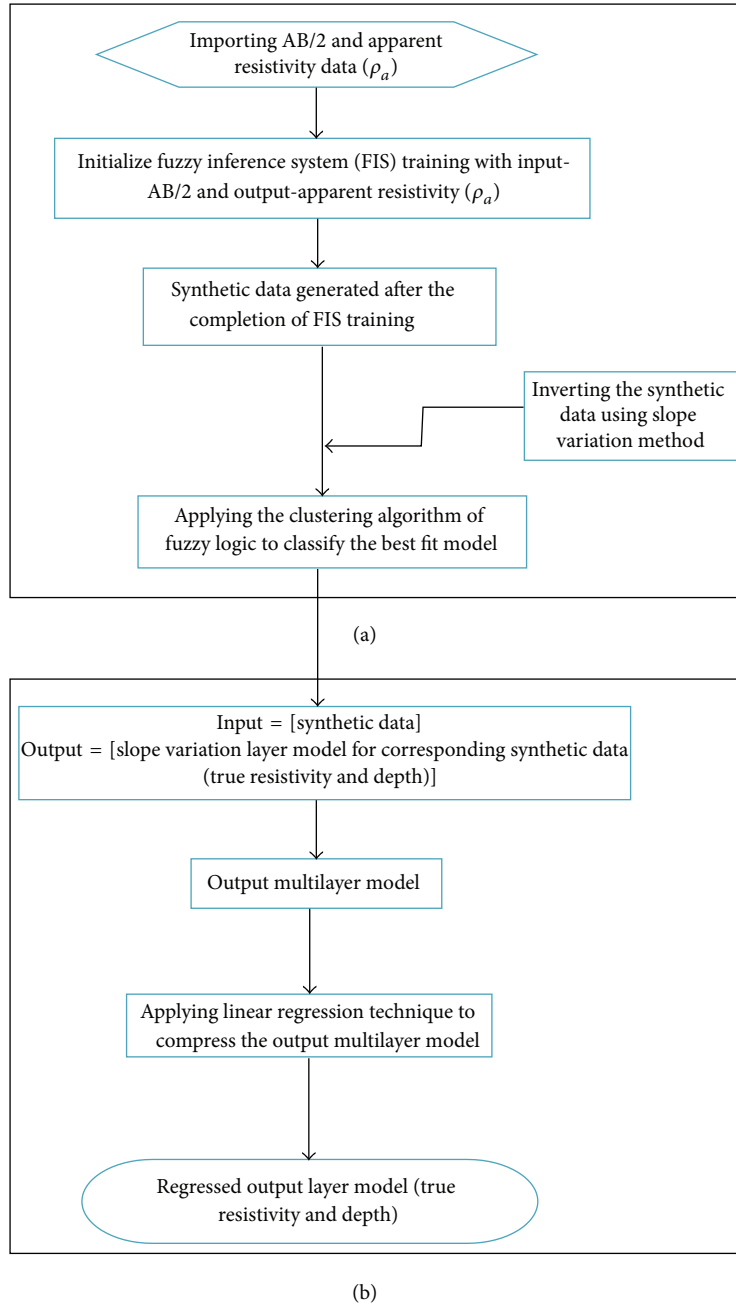 Importing AB/2 and apparent
resistivity data (ρₐ)
Initialize fuzzy inference system (FIS) training with input-
AB/2 and output-apparent resistivity (ρₐ)
Synthetic data generated after the
completion of FIS training
Inverting the synthetic
data using slope
variation method
Applying the clustering algorithm of
fuzzy logic to classify the best fit model
(a)
Input = [synthetic data]
Output = [slope variation layer model for corresponding synthetic data
(true resistivity and depth)]
Output multilayer model
Applying linear regression technique to
compress the output multilayer model
Regressed output layer model (true
resistivity and depth)
(b)